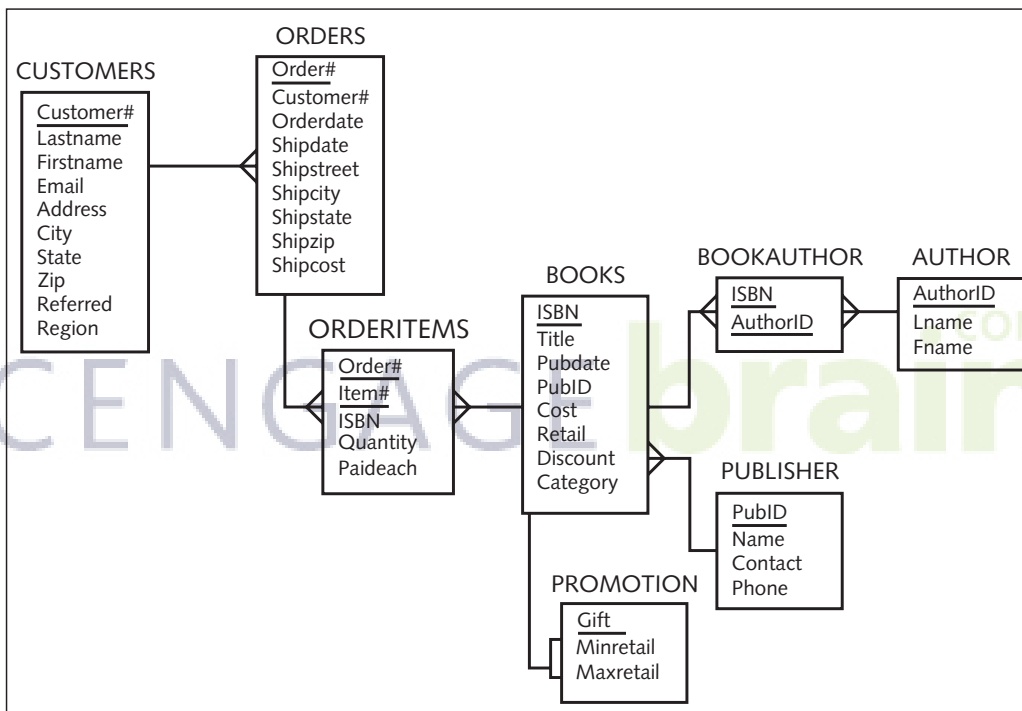 CUSTOMERS
Customer#
Lastname
Firstname
Email
Address
City
State
Zip
Referred
Region
ORDERS
Order#
Customer#
Orderdate
Shipdate
Shipstreet
Shipcity
Shipstate
Shipzip
Shipcost
ORDERITEMS
Order#
Item#
ISBN
Quantity
Paideach
BOOKS
ISBN
Title
Pubdate
PubID
Cost
Retail
Discount
Category
BOOKAUTHOR
ISBN
AuthorID
AUTHOR
AuthorID
Lname
Fname
PUBLISHER
PubID
Name
Contact
Phone
PROMOTION
Gift
Minretail
Maxretail
CENGAGE brain